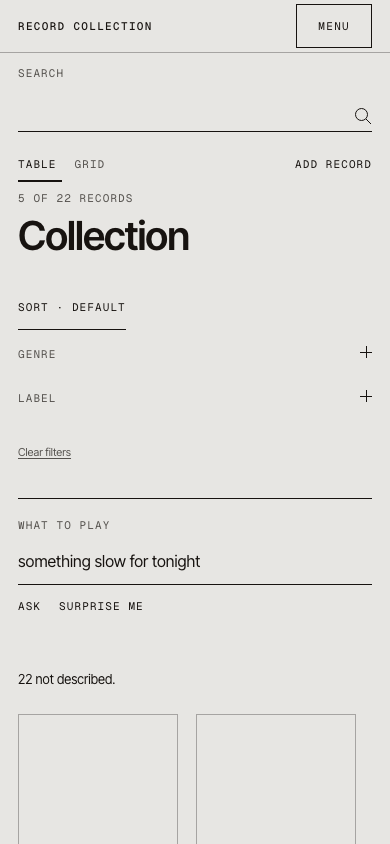 RECORD COLLECTION
MENU
SEARCH
TABLE GRID ADD RECORD
5 OF 22 RECORDS
Collection
SORT · DEFAULT
GENRE
LABEL
Clear filters
WHAT TO PLAY
something slow for tonight
ASK SURPRISE ME
22 not described.